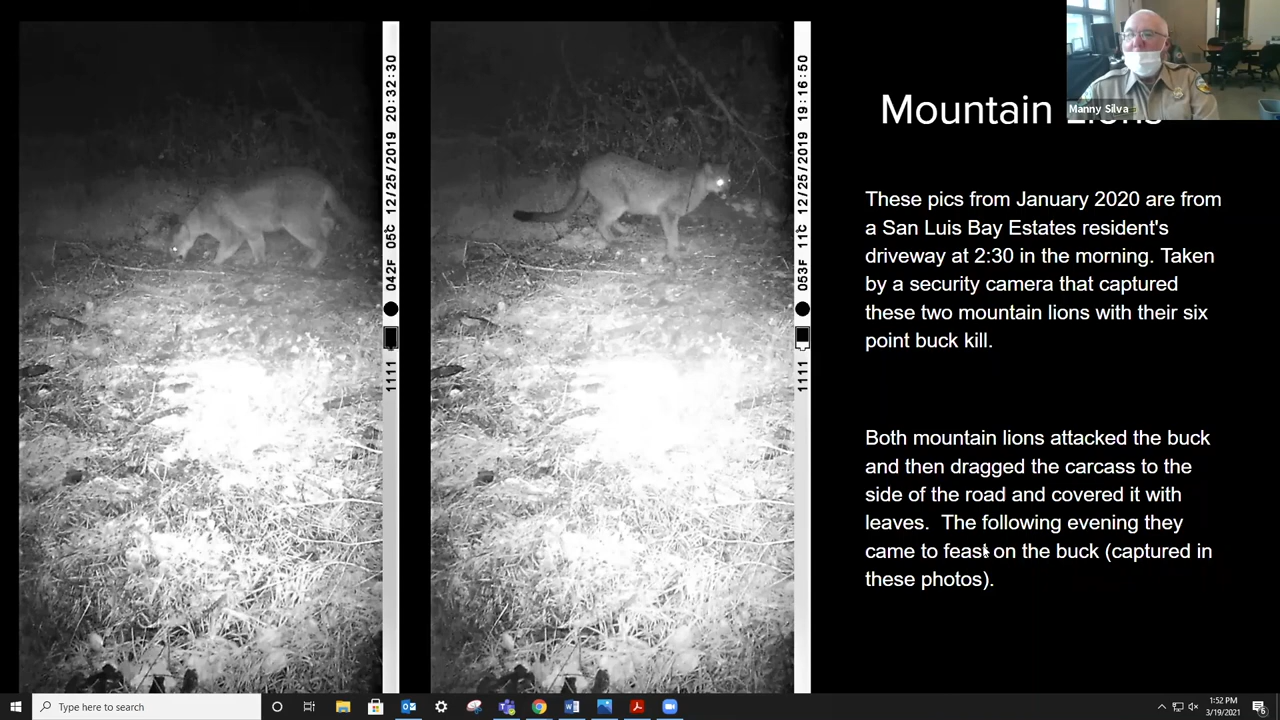 042F 05C 12/25/2019 20:32:30
1111
053F 11C 12/25/2019 19:16:50
1111
Mountain Lions
Manny Silva
These pics from January 2020 are from
a San Luis Bay Estates resident's
driveway at 2:30 in the morning. Taken
by a security camera that captured
these two mountain lions with their six
point buck kill.
Both mountain lions attacked the buck
and then dragged the carcass to the
side of the road and covered it with
leaves.  The following evening they
came to feast on the buck (captured in
these photos).
Type here to search
1:52 PM
3/19/2021
6